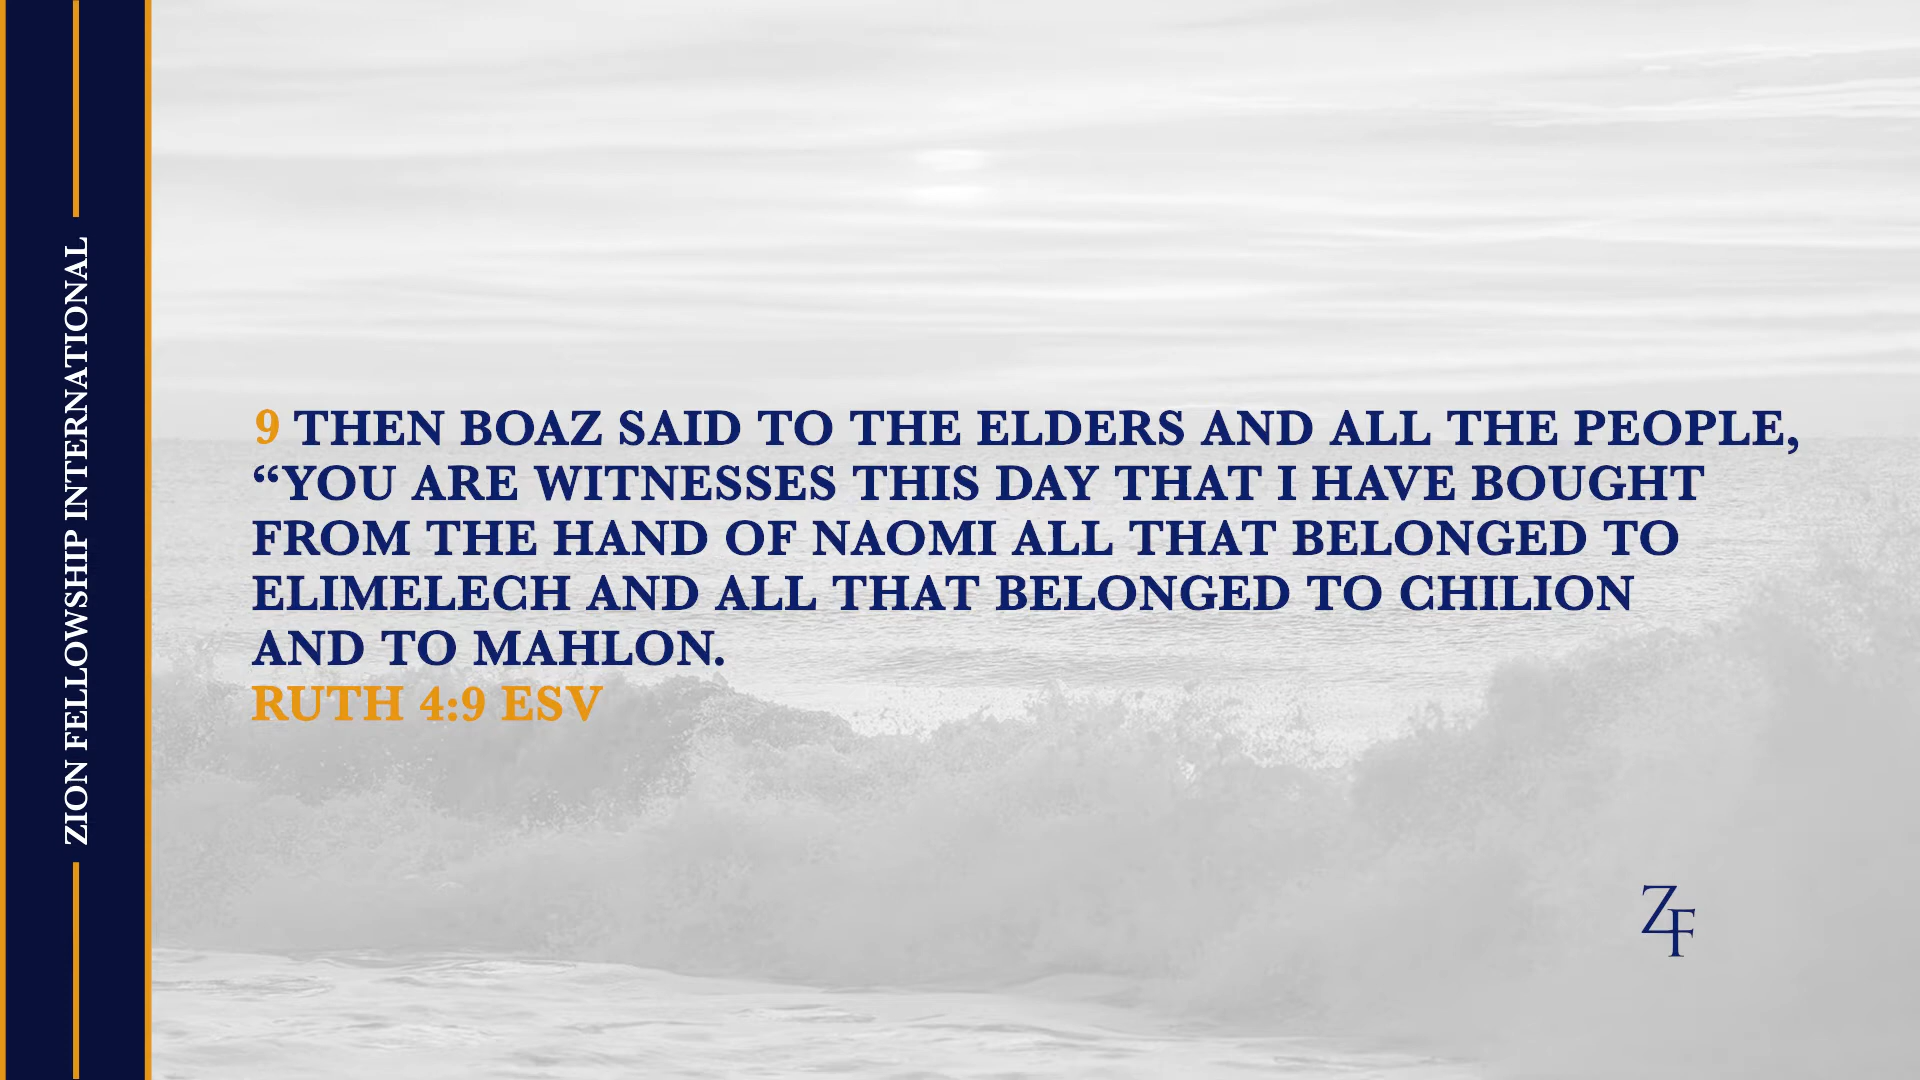 ZION FELLOWSHIP INTERNATIONAL
9 THEN BOAZ SAID TO THE ELDERS AND ALL THE PEOPLE,
“YOU ARE WITNESSES THIS DAY THAT I HAVE BOUGHT
FROM THE HAND OF NAOMI ALL THAT BELONGED TO
ELIMELECH AND ALL THAT BELONGED TO CHILION
AND TO MAHLON.
RUTH 4:9 ESV
ZF